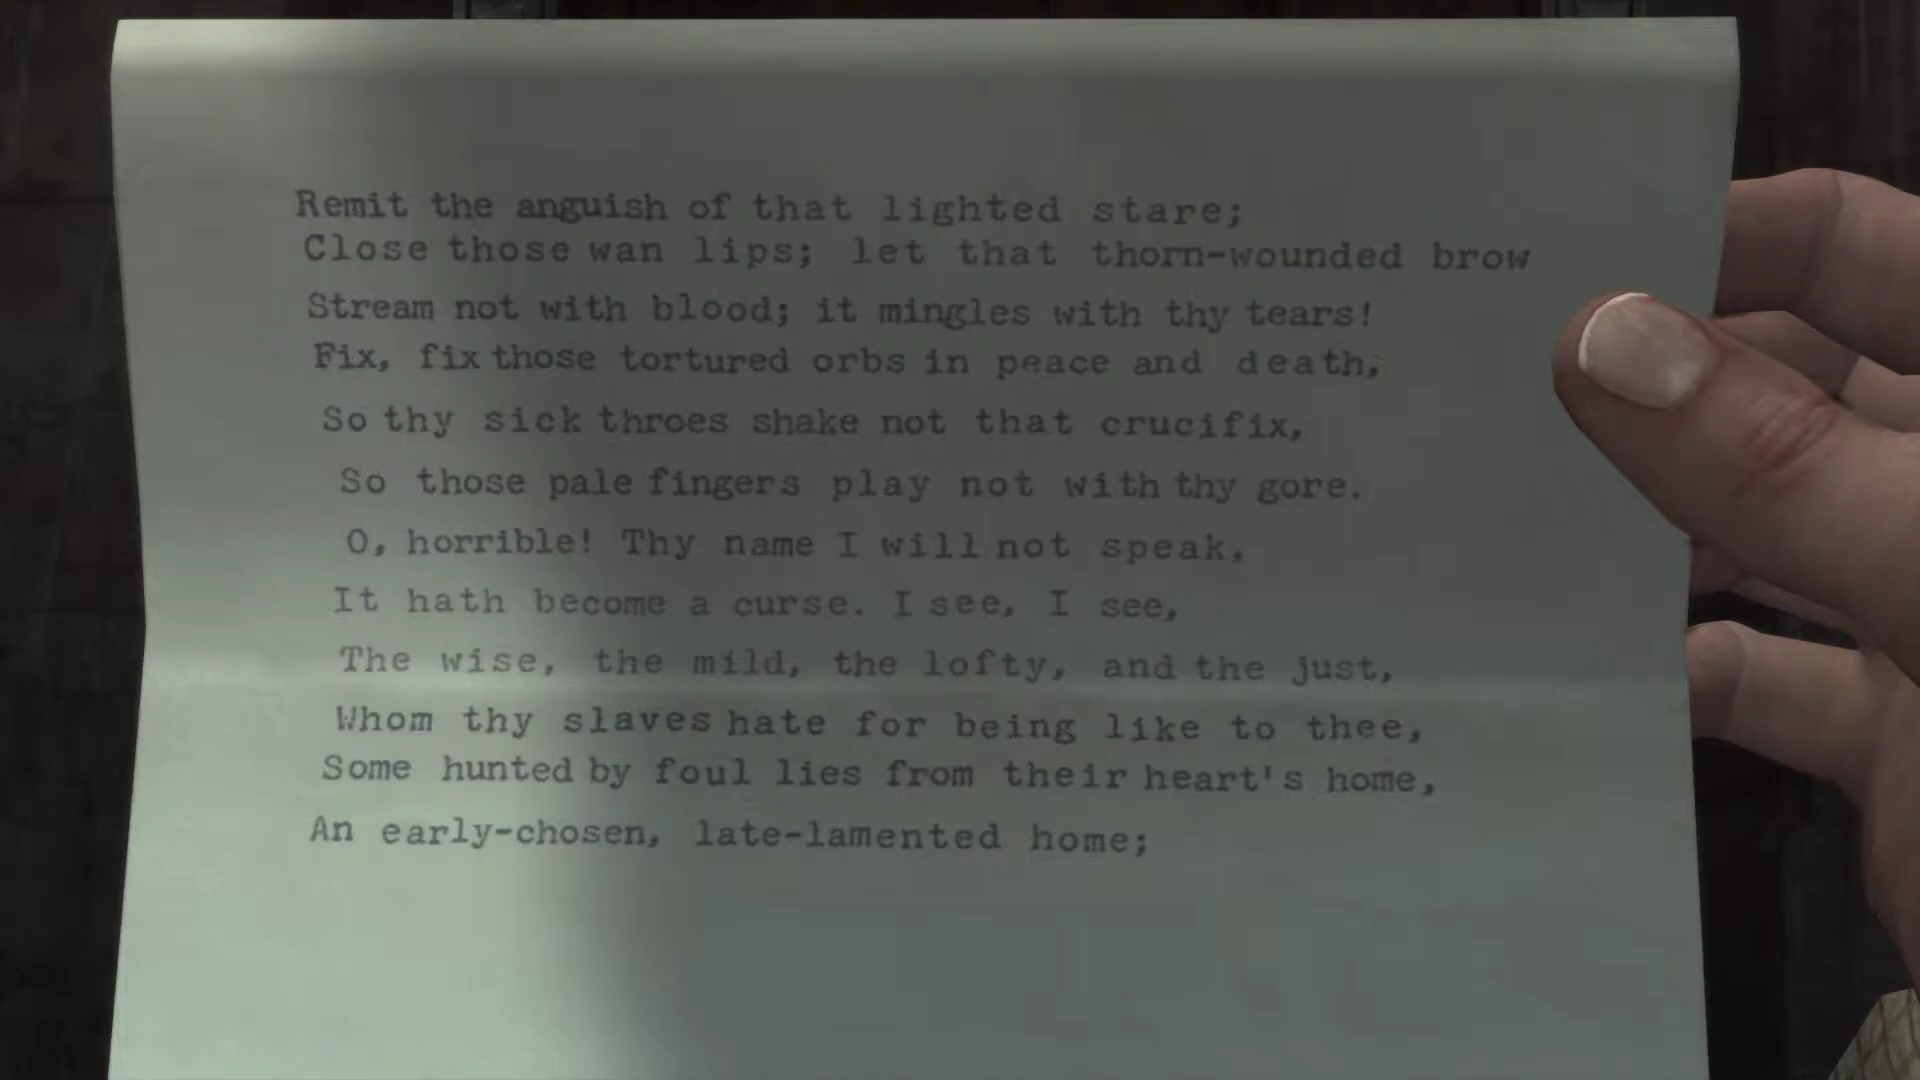 Remit the anguish of that lighted stare;
Close those wan lips; let that thorn-wounded brow
Stream not with blood; it mingles with thy tears!
Fix, fix those tortured orbs in peace and death,
So thy sick throes shake not that crucifix,
So those pale fingers play not with thy gore.
O, horrible! Thy name I will not speak,
It hath become a curse. I see, I see,
The wise, the mild, the lofty, and the just,
Whom thy slaves hate for being like to thee,
Some hunted by foul lies from their heart's home,
An early-chosen, late-lamented home;